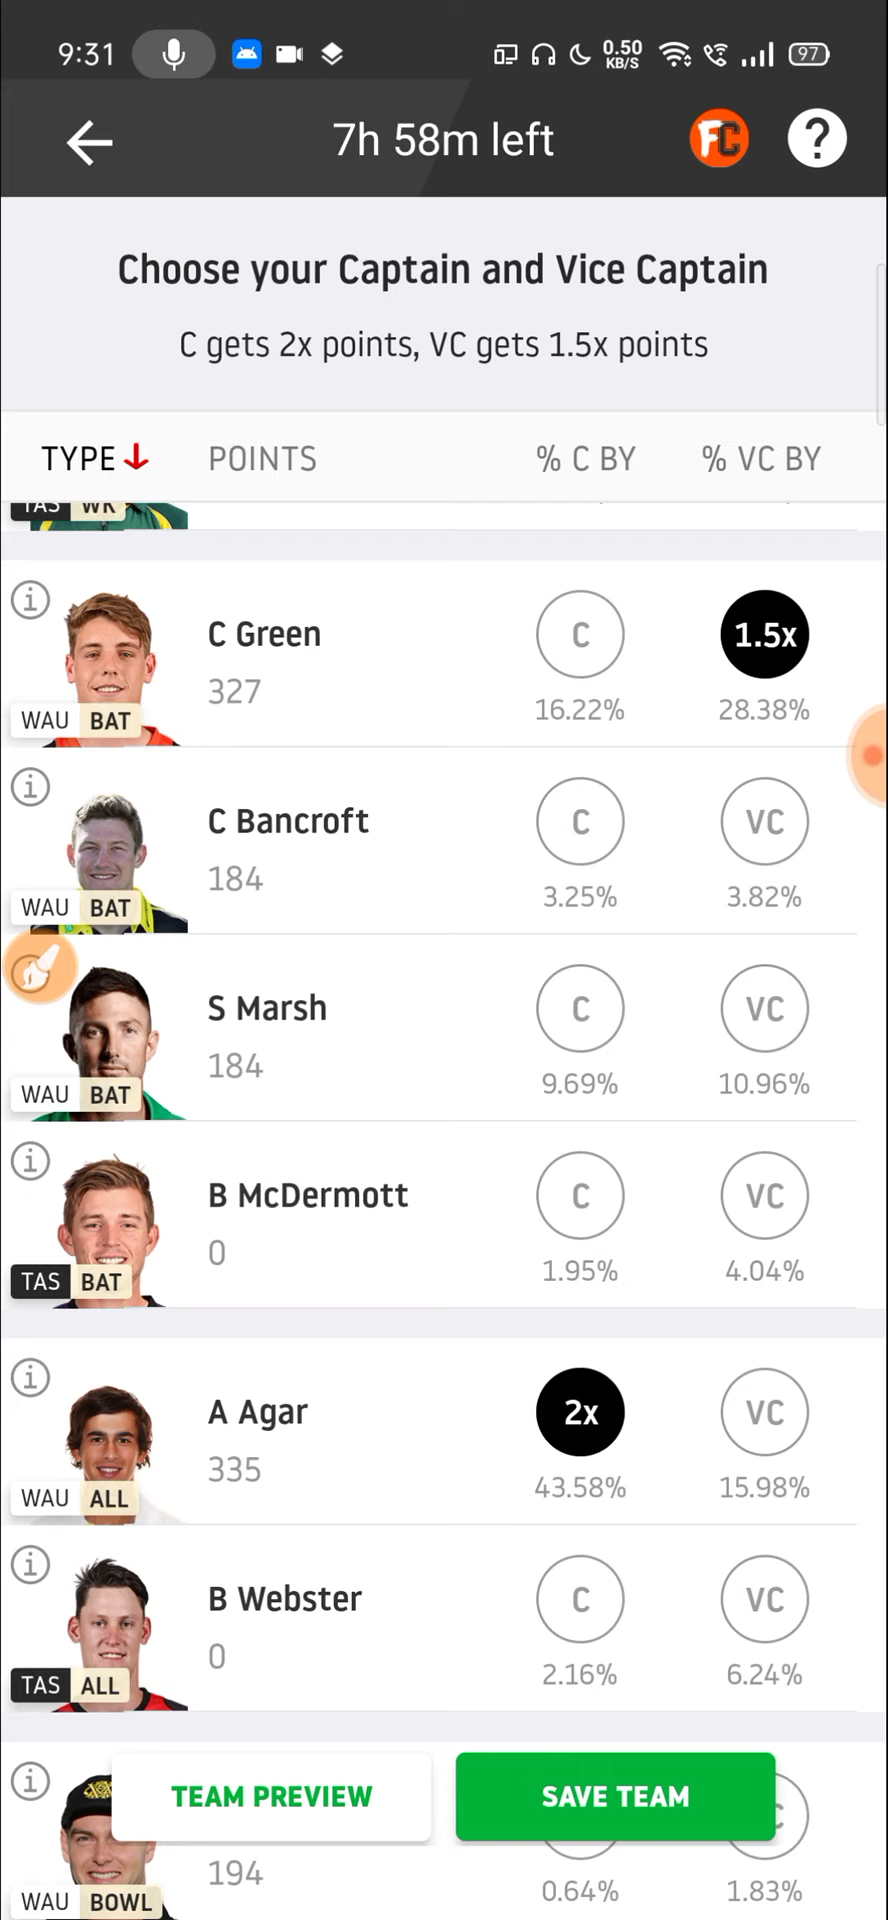 9:31
0.50
KB/S
97
7h 58m left
FC
?
Choose your Captain and Vice Captain
C gets 2x points, VC gets 1.5x points
TYPE POINTS % C BY % VC BY
TAS WK
C Green
C
1.5x
327
16.22%
28.38%
WAU BAT
C Bancroft
C
VC
184
3.25%
3.82%
WAU BAT
S Marsh
C
VC
184
9.69%
10.96%
WAU BAT
B McDermott
C
VC
0
1.95%
4.04%
TAS BAT
A Agar
2x
VC
335
43.58%
15.98%
WAU ALL
B Webster
C
VC
0
2.16%
6.24%
TAS ALL
TEAM PREVIEW
SAVE TEAM
194
0.64%
1.83%
WAU BOWL